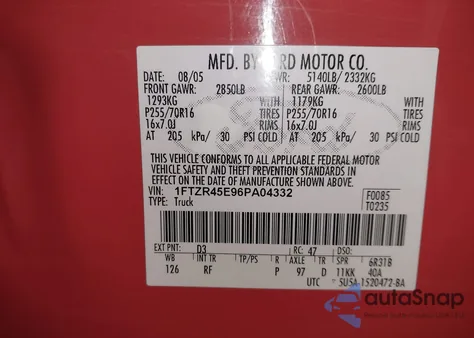 MFD. BY FORD MOTOR CO.
DATE: 08/05 GVWR: 5140LB/ 2332KG
FRONT GAWR: 2850LB REAR GAWR: 2600LB
1293KG WITH 1179KG WITH
P255/70R16 TIRES P255/70R16 TIRES
16x7.0J RIMS 16x7.0J RIMS
AT 205 kPa/ 30 PSI COLD AT 205 kPa/ 30 PSI COLD
THIS VEHICLE CONFORMS TO ALL APPLICABLE FEDERAL MOTOR
VEHICLE SAFETY AND THEFT PREVENTION STANDARDS IN
EFFECT ON THE DATE OF MANUFACTURE SHOWN ABOVE.
VIN: 1FTZR45E96PA04332 F0085
TYPE: Truck T0235
EXT PNT: D3 RC: 47 DSO:
WB INT TR TP/PS R AXLE TR SPR 6R31B
126 RF P 97 D 11KK 40A
UTC 5U5A-1520472-BA
autoSnap